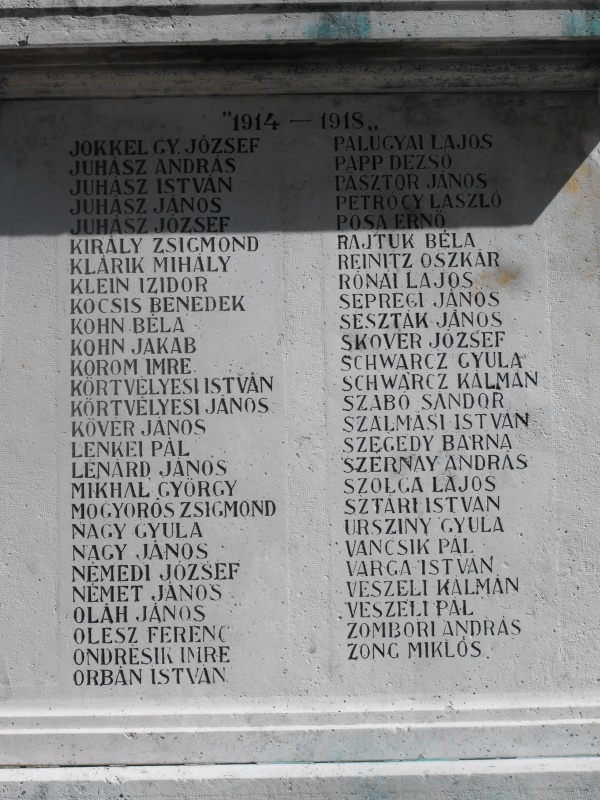 "1914 — 1918„
JOKKEL GY. JÓZSEF
JUHÁSZ ANDRÁS
JUHÁSZ ISTVÁN
JUHÁSZ JÁNOS
JUHÁSZ JÓZSEF
KIRÁLY ZSIGMOND
KLÁRIK MIHÁLY
KLEIN IZIDOR
KOCSIS BENEDEK
KOHN BÉLA
KOHN JAKAB
KOROM IMRE
KÖRTVÉLYESI ISTVÁN
KÖRTVÉLYESI JÁNOS
KÖVÉR JÁNOS
LENKEI PÁL
LÉNÁRD JÁNOS
MIKHAL GYÖRGY
MOGYORÓS ZSIGMOND
NAGY GYULA
NAGY JÁNOS
NÉMEDI JÓZSEF
NÉMET JÁNOS
OLÁH JÁNOS
OLESZ FERENC
ONDRÉSIK IMRE
ORBÁN ISTVÁN
PALUGYAI LAJOS
PAPP DEZSŐ
PÁSZTOR JÁNOS
PETRÓCY LÁSZLÓ
PÓSA ERNŐ
RAJTUK BÉLA
REINITZ OSZKÁR
RÓNAI LAJOS
SEPREGI JÁNOS
SESZTÁK JÁNOS
SKOVER JÓZSEF
SCHWARCZ GYULA
SCHWARCZ KÁLMÁN
SZABÓ SÁNDOR
SZALMÁSI ISTVÁN
SZEGEDY BARNA
SZÉRNAY ANDRÁS
SZOLGA LAJOS
SZTARI ISTVÁN
URSZINY GYULA
VANCSIK PÁL
VARGA ISTVÁN
VESZELI KÁLMÁN
VESZELI PÁL
ZOMBORI ANDRÁS
ZONG MIKLÓS